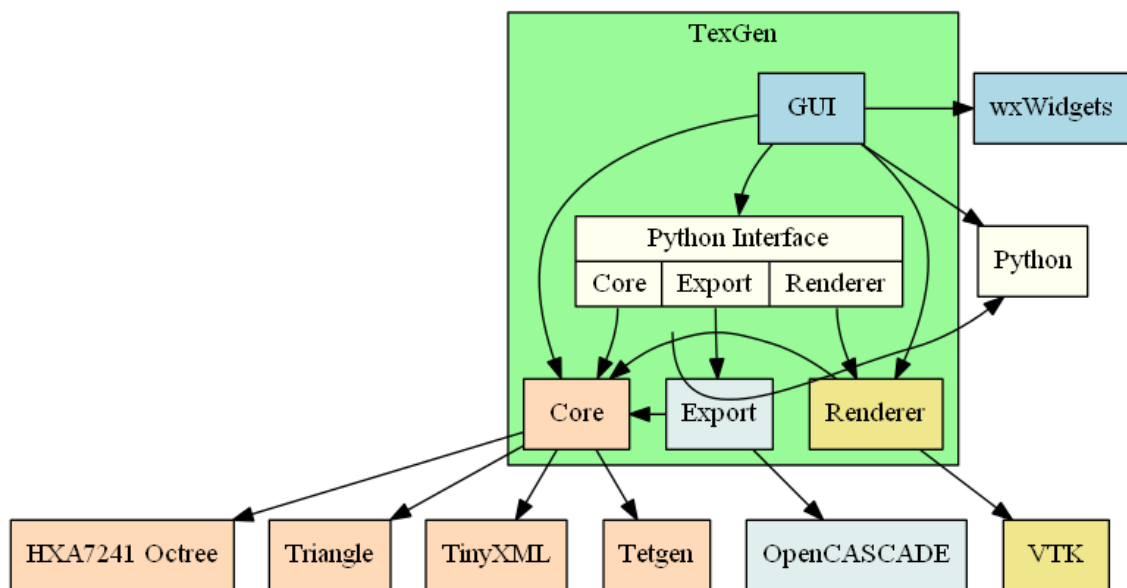 TexGen
GUI
wxWidgets
Python Interface
Core
Export
Renderer
Python
Core
Export
Renderer
HXA7241 Octree
Triangle
TinyXML
Tetgen
OpenCASCADE
VTK